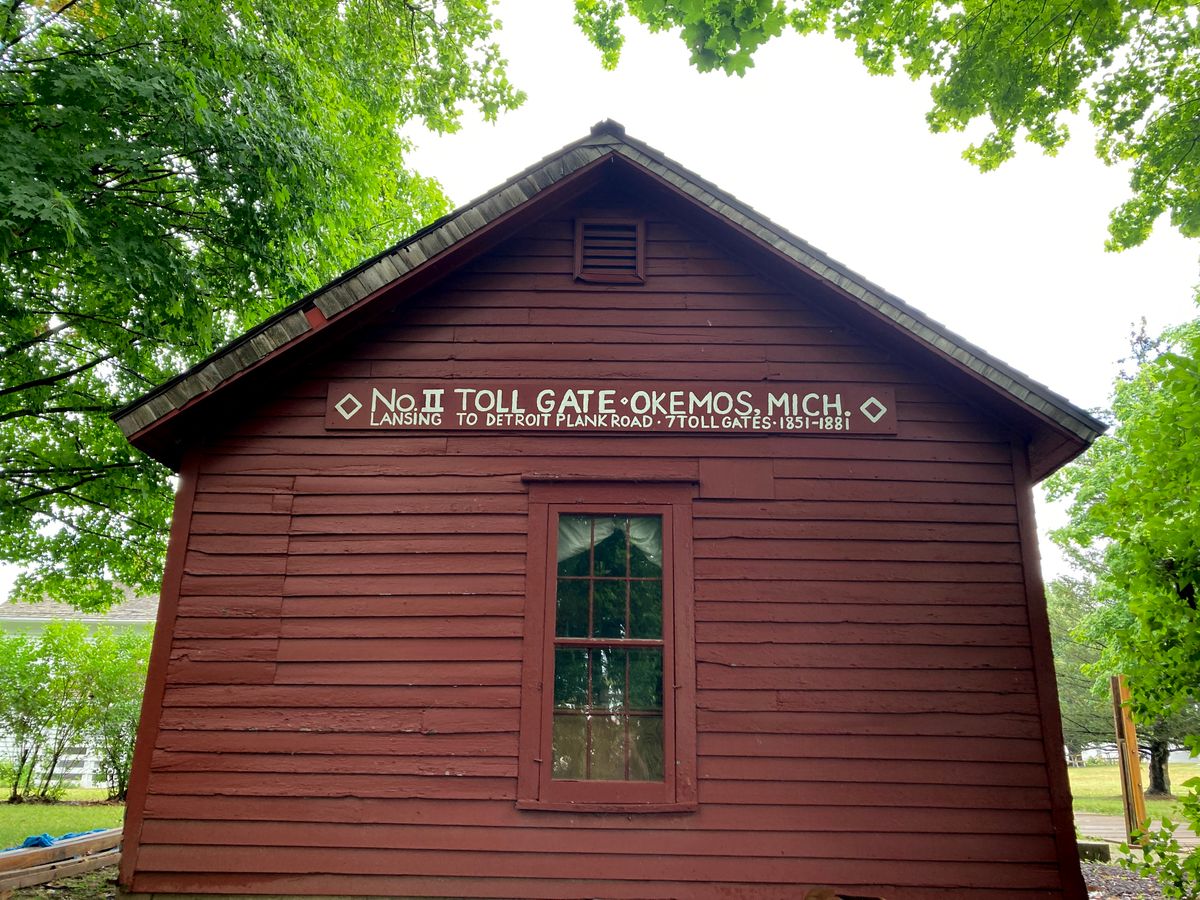 No. II TOLL GATE · OKEMOS, MICH.
LANSING TO DETROIT PLANK ROAD · 7 TOLL GATES · 1851-1881